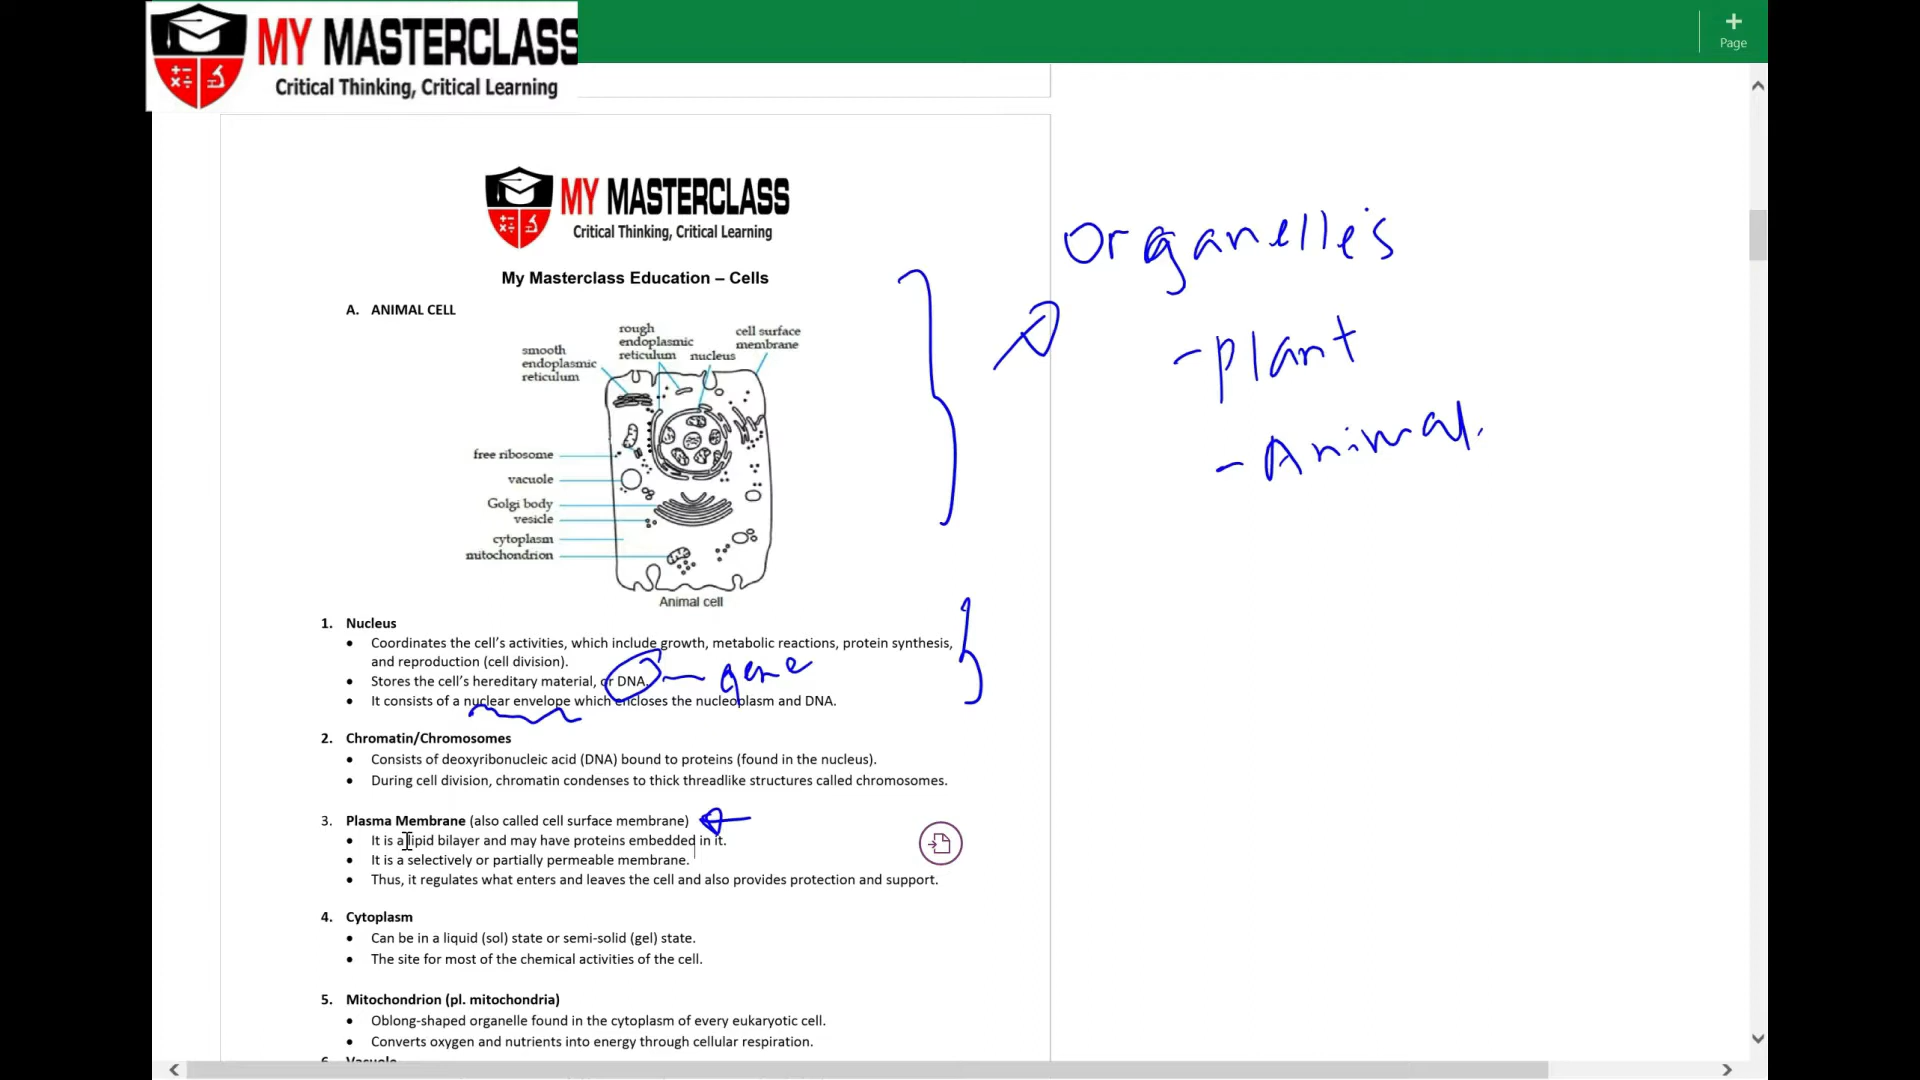 MY MASTERCLASS
Critical Thinking, Critical Learning
+
Page
MY MASTERCLASS
Critical Thinking, Critical Learning
My Masterclass Education – Cells
A. ANIMAL CELL
smooth
endoplasmic
reticulum
rough
endoplasmic
reticulum
nucleus
cell surface
membrane
free ribosome
vacuole
Golgi body
vesicle
cytoplasm
mitochondrion
Animal cell
Organelle's
- Plant
- Animal.
1. Nucleus
• Coordinates the cell's activities, which include growth, metabolic reactions, protein synthesis,
and reproduction (cell division).
• Stores the cell's hereditary material, or DNA.
gene
• It consists of a nuclear envelope which encloses the nucleoplasm and DNA.
2. Chromatin/Chromosomes
• Consists of deoxyribonucleic acid (DNA) bound to proteins (found in the nucleus).
• During cell division, chromatin condenses to thick threadlike structures called chromosomes.
3. Plasma Membrane (also called cell surface membrane)
• It is a lipid bilayer and may have proteins embedded in it.
• It is a selectively or partially permeable membrane.
• Thus, it regulates what enters and leaves the cell and also provides protection and support.
4. Cytoplasm
• Can be in a liquid (sol) state or semi-solid (gel) state.
• The site for most of the chemical activities of the cell.
5. Mitochondrion (pl. mitochondria)
• Oblong-shaped organelle found in the cytoplasm of every eukaryotic cell.
• Converts oxygen and nutrients into energy through cellular respiration.
6. Vacuole